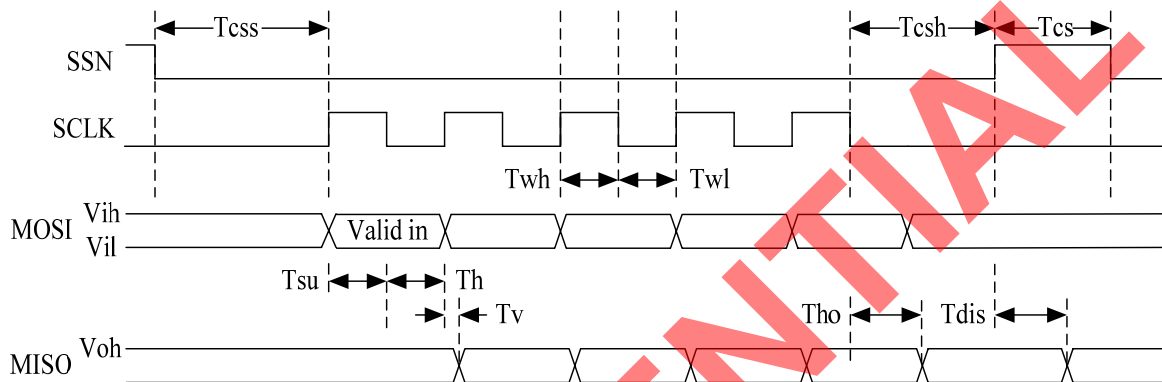 Tcss Tcsh Tcs
SSN
SCLK
Twh Twl
Vih
MOSI Valid in
Vil
Tsu Th
Tv Tho Tdis
Voh
MISO
NTIAL